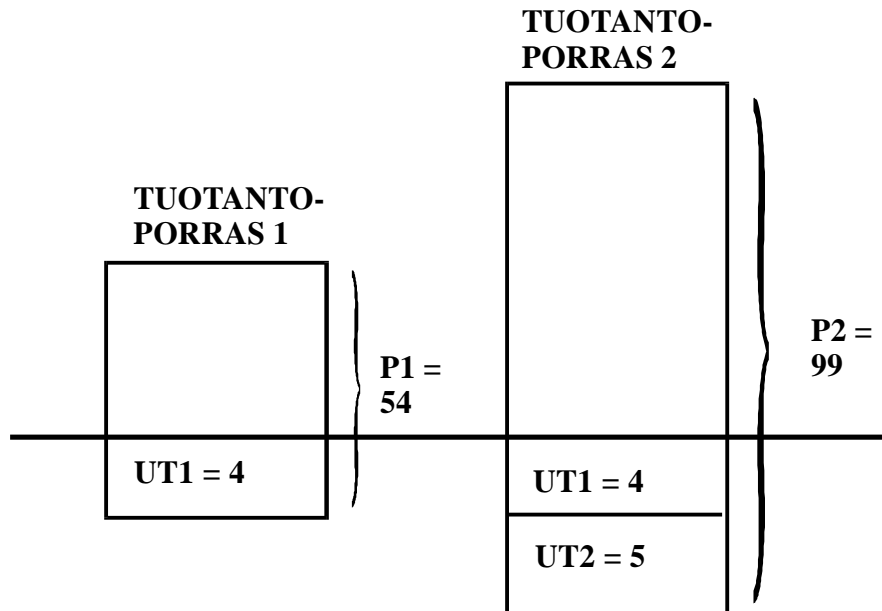 TUOTANTO-
PORRAS 2
TUOTANTO-
PORRAS 1
P2 =
99
P1 =
54
UT1 = 4
UT1 = 4
UT2 = 5